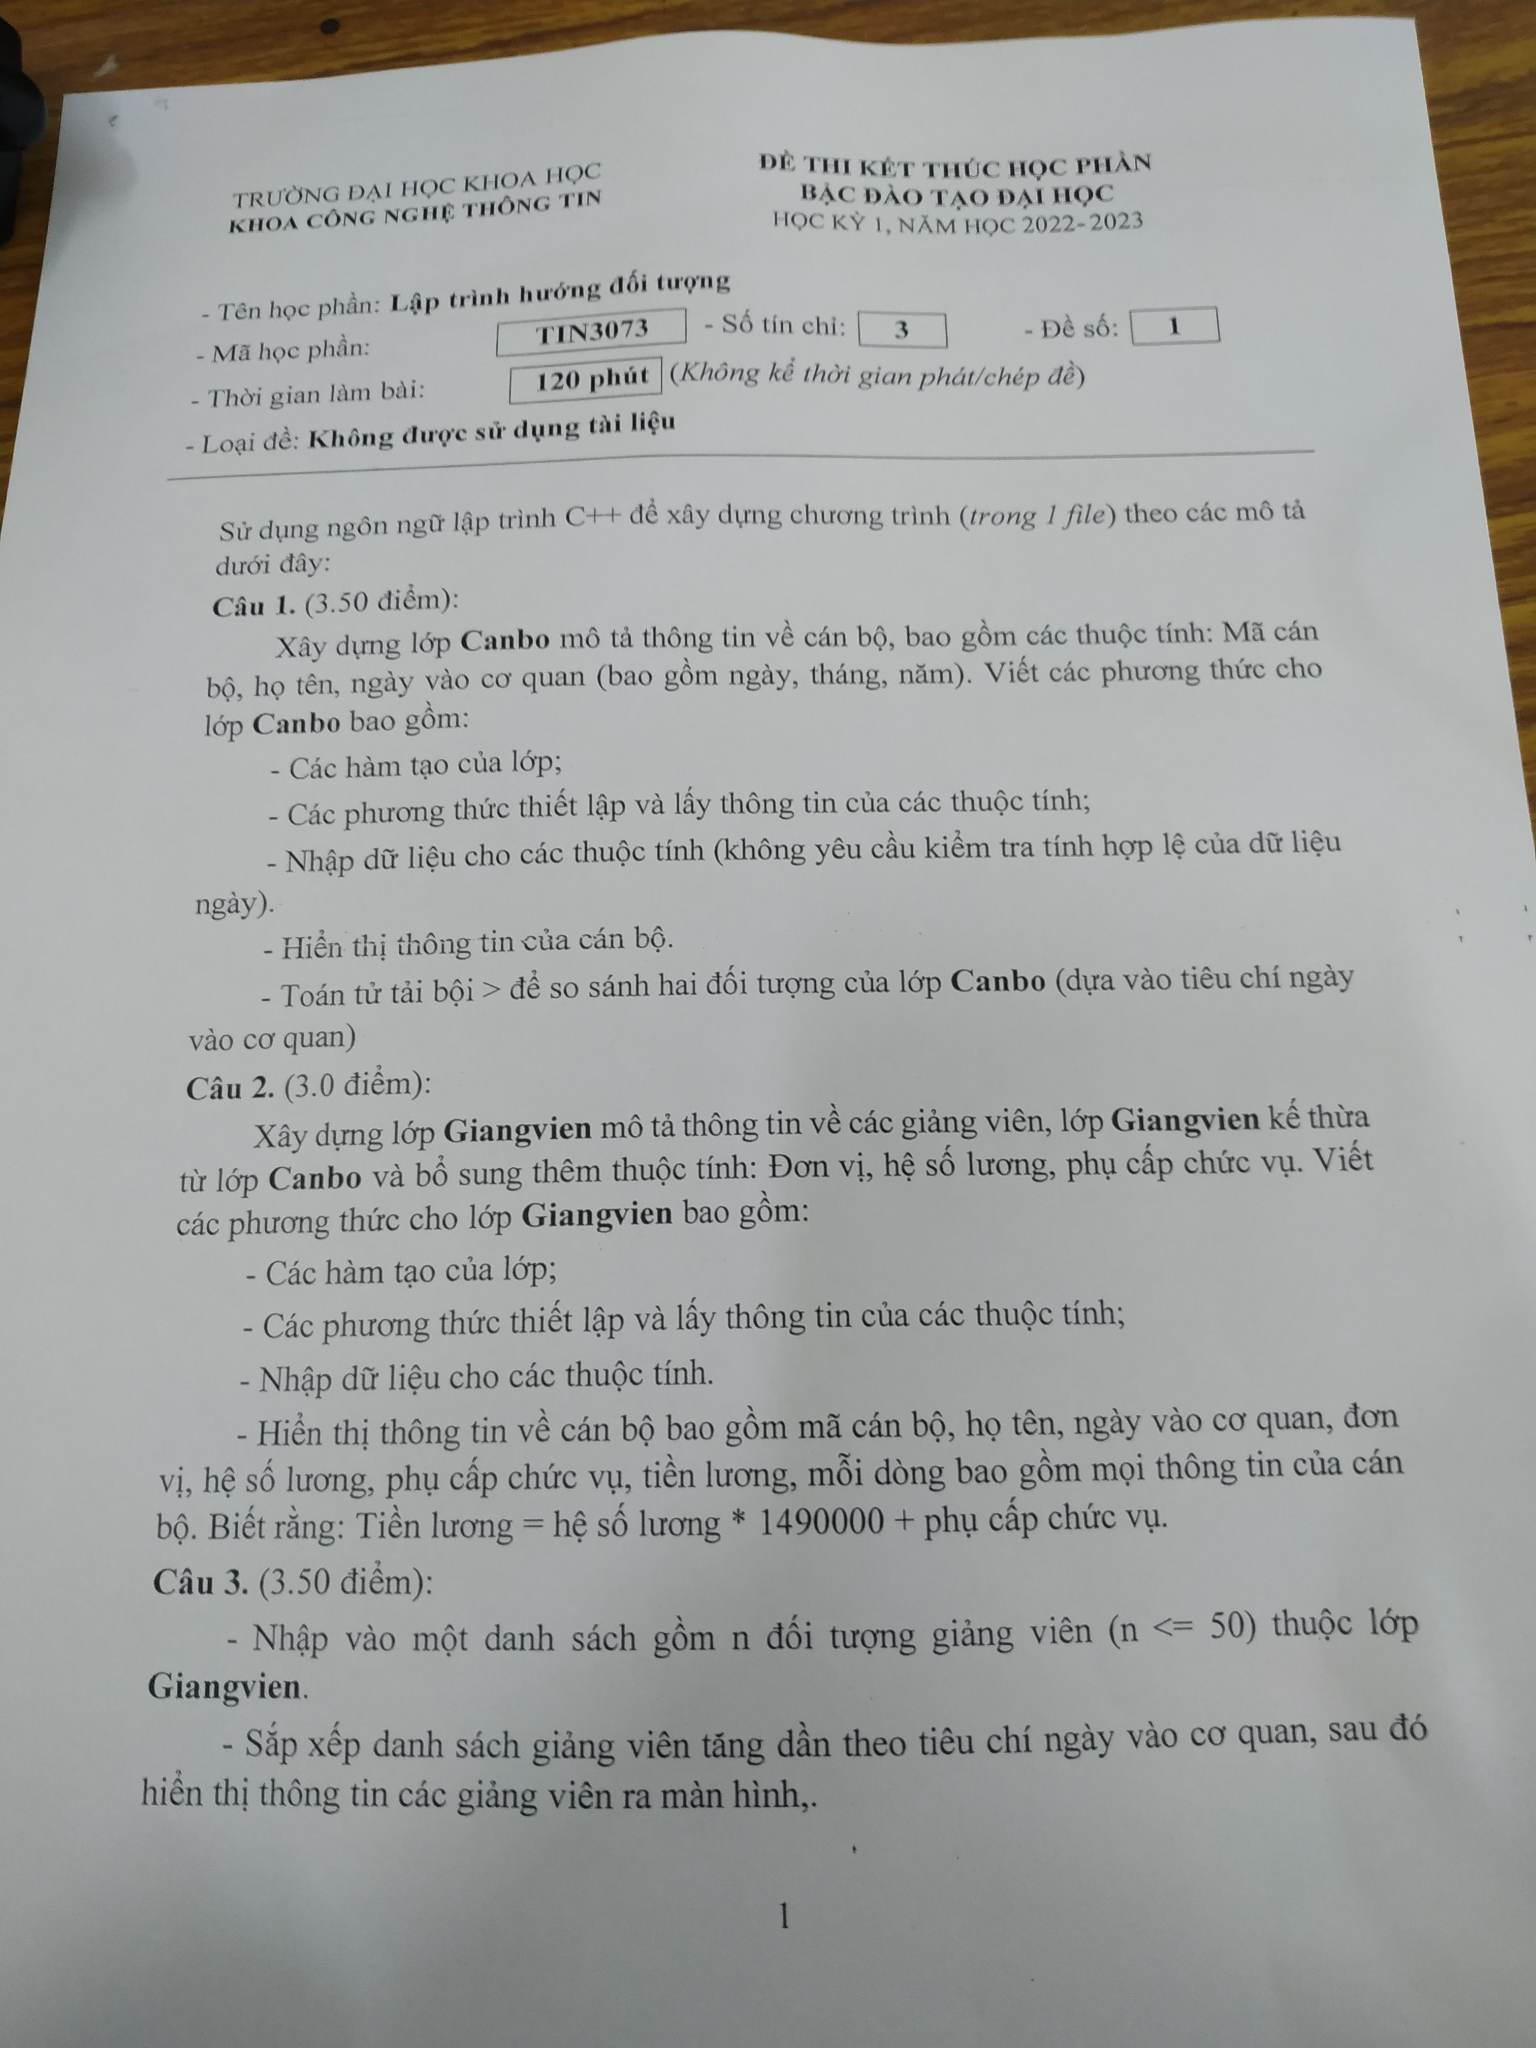 TRƯỜNG ĐẠI HỌC KHOA HỌC
KHOA CÔNG NGHỆ THÔNG TIN
ĐỀ THI KẾT THÚC HỌC PHẦN
BẬC ĐÀO TẠO ĐẠI HỌC
HỌC KỲ 1, NĂM HỌC 2022-2023
- Tên học phần: Lập trình hướng đối tượng
- Mã học phần: TIN3073 - Số tín chỉ: 3 - Đề số: 1
- Thời gian làm bài: 120 phút (Không kể thời gian phát/chép đề)
- Loại đề: Không được sử dụng tài liệu
Sử dụng ngôn ngữ lập trình C++ để xây dựng chương trình (trong 1 file) theo các mô tả
dưới đây:
Câu 1. (3.50 điểm):
Xây dựng lớp Canbo mô tả thông tin về cán bộ, bao gồm các thuộc tính: Mã cán
bộ, họ tên, ngày vào cơ quan (bao gồm ngày, tháng, năm). Viết các phương thức cho
lớp Canbo bao gồm:
- Các hàm tạo của lớp;
- Các phương thức thiết lập và lấy thông tin của các thuộc tính;
- Nhập dữ liệu cho các thuộc tính (không yêu cầu kiểm tra tính hợp lệ của dữ liệu
ngày).
- Hiển thị thông tin của cán bộ.
- Toán tử tải bội > để so sánh hai đối tượng của lớp Canbo (dựa vào tiêu chí ngày
vào cơ quan)
Câu 2. (3.0 điểm):
Xây dựng lớp Giangvien mô tả thông tin về các giảng viên, lớp Giangvien kế thừa
từ lớp Canbo và bổ sung thêm thuộc tính: Đơn vị, hệ số lương, phụ cấp chức vụ. Viết
các phương thức cho lớp Giangvien bao gồm:
- Các hàm tạo của lớp;
- Các phương thức thiết lập và lấy thông tin của các thuộc tính;
- Nhập dữ liệu cho các thuộc tính.
- Hiển thị thông tin về cán bộ bao gồm mã cán bộ, họ tên, ngày vào cơ quan, đơn
vị, hệ số lương, phụ cấp chức vụ, tiền lương, mỗi dòng bao gồm mọi thông tin của cán
bộ. Biết rằng: Tiền lương = hệ số lương * 1490000 + phụ cấp chức vụ.
Câu 3. (3.50 điểm):
- Nhập vào một danh sách gồm n đối tượng giảng viên (n <= 50) thuộc lớp
Giangvien.
- Sắp xếp danh sách giảng viên tăng dần theo tiêu chí ngày vào cơ quan, sau đó
hiển thị thông tin các giảng viên ra màn hình,.
1